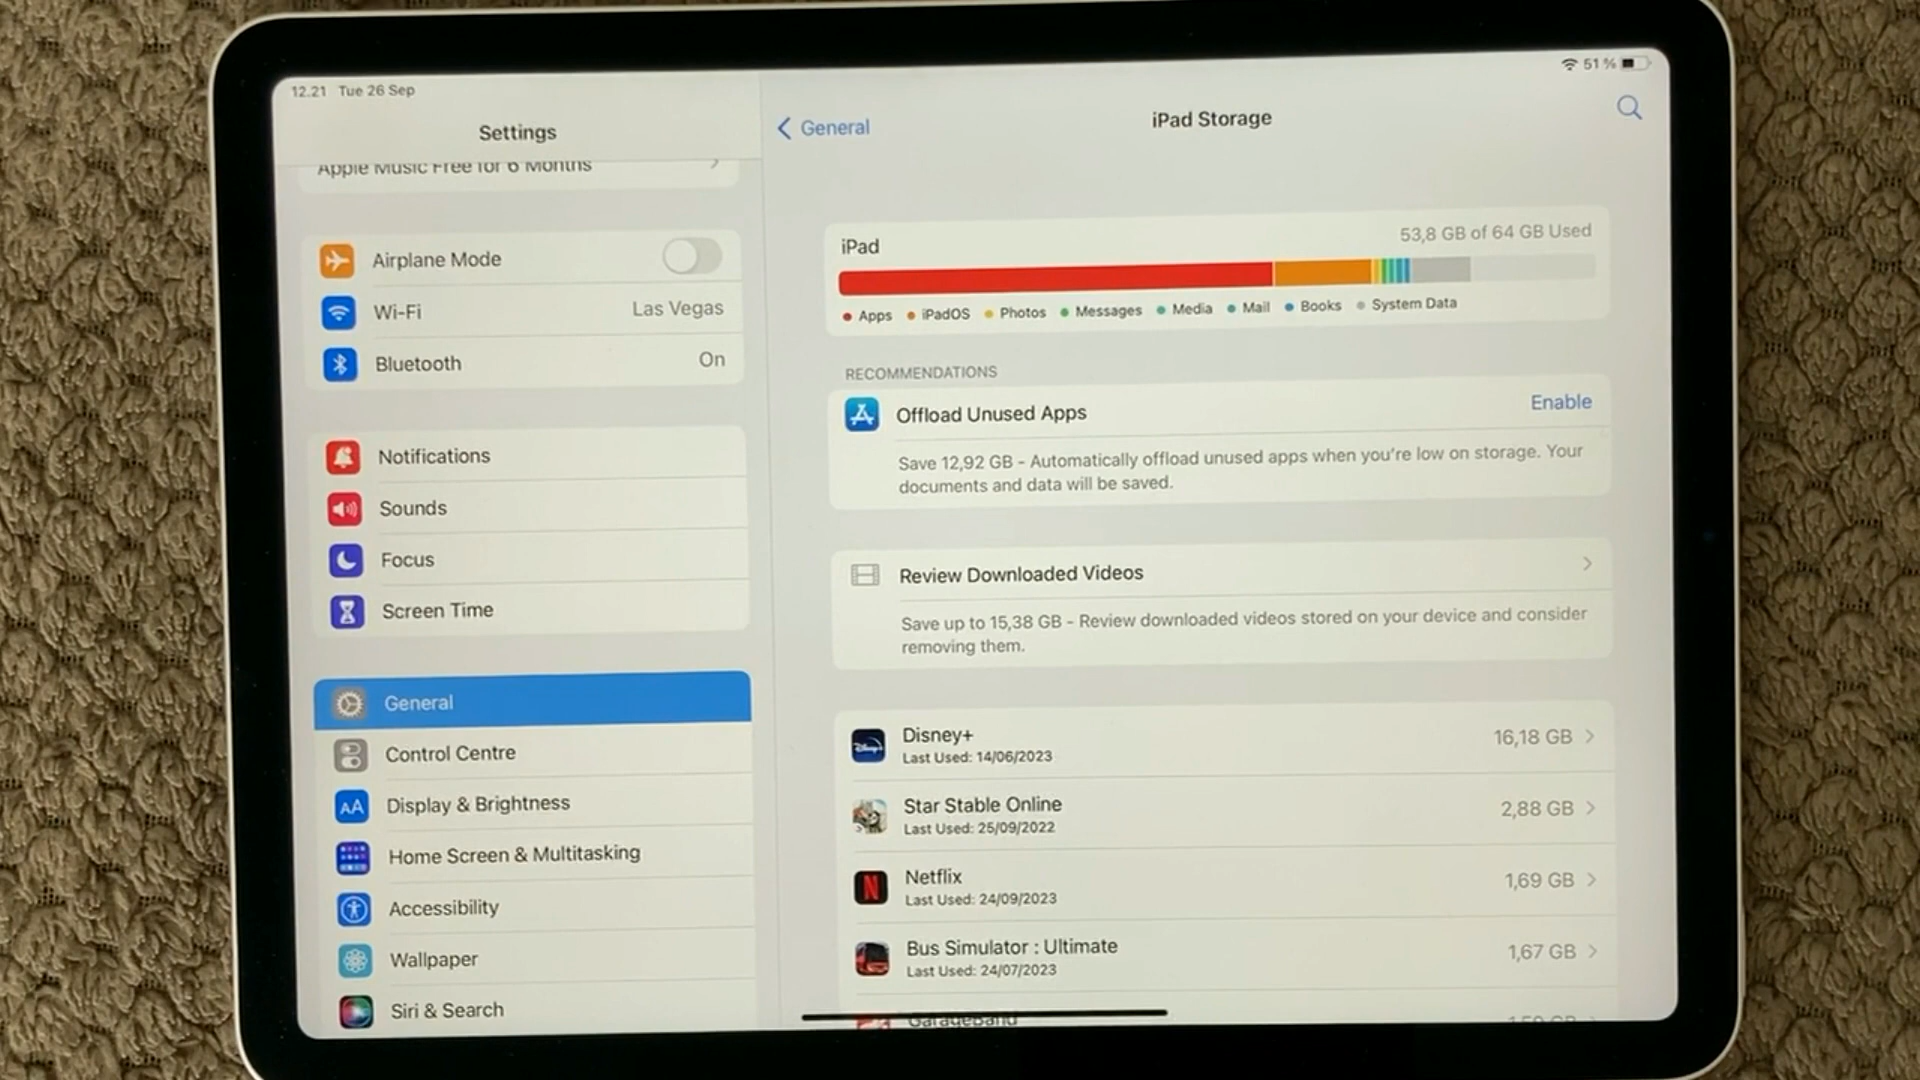 12.21 Tue 26 Sep
51 %
Settings
Apple Music Free for 6 Months
Airplane Mode
Wi-Fi Las Vegas
Bluetooth On
Notifications
Sounds
Focus
Screen Time
General
Control Centre
Display & Brightness
Home Screen & Multitasking
Accessibility
Wallpaper
Siri & Search
General
iPad Storage
iPad
53,8 GB of 64 GB Used
Apps iPadOS Photos Messages Media Mail Books System Data
RECOMMENDATIONS
Offload Unused Apps Enable
Save 12,92 GB - Automatically offload unused apps when you're low on storage. Your
documents and data will be saved.
Review Downloaded Videos
Save up to 15,38 GB - Review downloaded videos stored on your device and consider
removing them.
Disney+ 16,18 GB
Last Used: 14/06/2023
Star Stable Online 2,88 GB
Last Used: 25/09/2022
Netflix 1,69 GB
Last Used: 24/09/2023
Bus Simulator : Ultimate 1,67 GB
Last Used: 24/07/2023
GarageBand